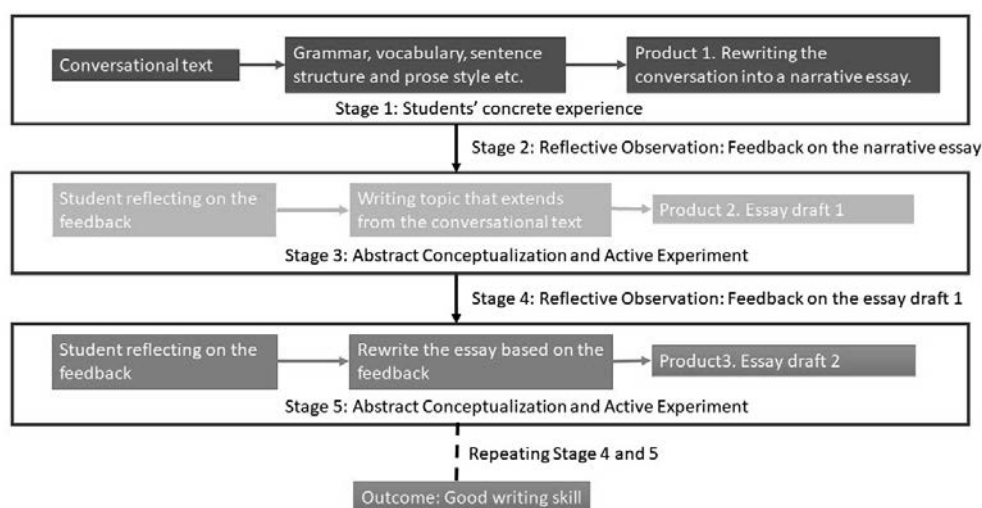 Conversational text
Grammar, vocabulary, sentence
structure and prose style etc.
Product 1. Rewriting the
conversation into a narrative essay.
Stage 1: Students' concrete experience
Stage 2: Reflective Observation: Feedback on the narrative essay
Student reflecting on the
feedback
Writing topic that extends
from the conversational text
Product 2. Essay draft 1
Stage 3: Abstract Conceptualization and Active Experiment
Stage 4: Reflective Observation: Feedback on the essay draft 1
Student reflecting on the
feedback
Rewrite the essay based on the
feedback
Product3. Essay draft 2
Stage 5: Abstract Conceptualization and Active Experiment
Repeating Stage 4 and 5
Outcome: Good writing skill